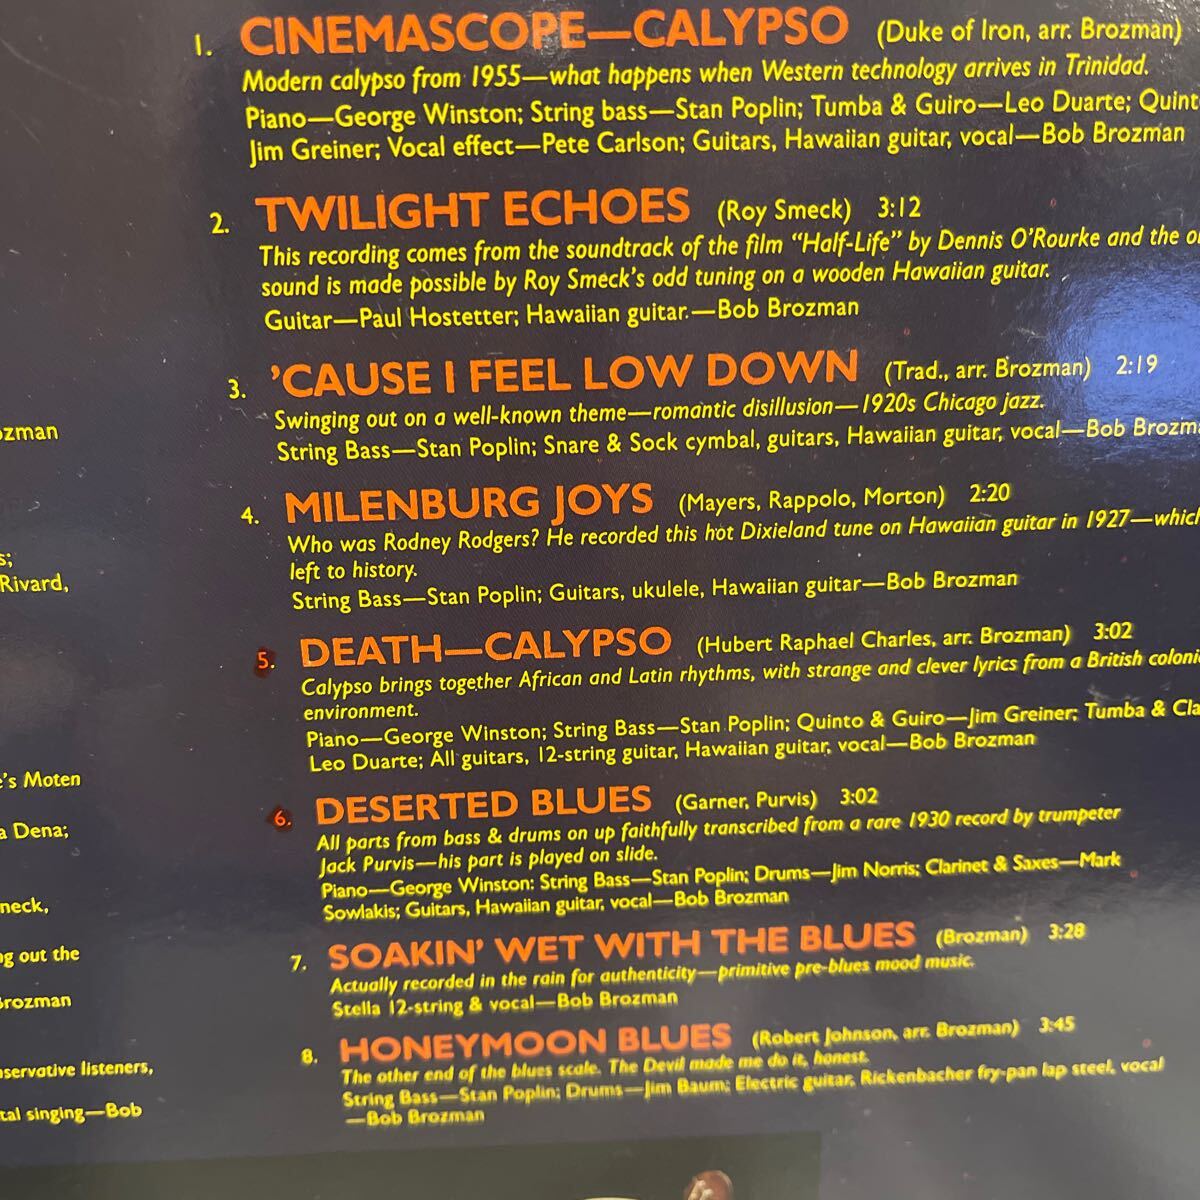 1. CINEMASCOPE—CALYPSO (Duke of Iron, arr. Brozman)
Modern calypso from 1955—what happens when Western technology arrives in Trinidad.
Piano—George Winston; String bass—Stan Poplin; Tumba & Guiro—Leo Duarte; Quint
Jim Greiner; Vocal effect—Pete Carlson; Guitars, Hawaiian guitar, vocal—Bob Brozman
2. TWILIGHT ECHOES (Roy Smeck) 3:12
This recording comes from the soundtrack of the film “Half-Life” by Dennis O’Rourke and the
sound is made possible by Roy Smeck’s odd tuning on a wooden Hawaiian guitar.
Guitar—Paul Hostetter; Hawaiian guitar.—Bob Brozman
3. ’CAUSE I FEEL LOW DOWN (Trad., arr. Brozman) 2:19
Swinging out on a well-known theme—romantic disillusion—1920s Chicago jazz.
String Bass—Stan Poplin; Snare & Sock cymbal, guitars, Hawaiian guitar, vocal—Bob Brozma
4. MILENBURG JOYS (Mayers, Rappolo, Morton) 2:20
Who was Rodney Rodgers? He recorded this hot Dixieland tune on Hawaiian guitar in 1927—which
left to history.
String Bass—Stan Poplin; Guitars, ukulele, Hawaiian guitar—Bob Brozman
5. DEATH—CALYPSO (Hubert Raphael Charles, arr. Brozman) 3:02
Calypso brings together African and Latin rhythms, with strange and clever lyrics from a British coloni
environment.
Piano—George Winston; String Bass—Stan Poplin; Quinto & Guiro—Jim Greiner; Tumba & Cla
Leo Duarte; All guitars, 12-string guitar, Hawaiian guitar, vocal—Bob Brozman
6. DESERTED BLUES (Garner, Purvis) 3:02
All parts from bass & drums on up faithfully transcribed from a rare 1930 record by trumpeter
Jack Purvis—his part is played on slide.
Piano—George Winston: String Bass—Stan Poplin; Drums—Jim Norris; Clarinet & Saxes—Mark
Sowlakis; Guitars, Hawaiian guitar, vocal—Bob Brozman
7. SOAKIN’ WET WITH THE BLUES (Brozman) 3:28
Actually recorded in the rain for authenticity—primitive pre-blues mood music.
Stella 12-string & vocal—Bob Brozman
8. HONEYMOON BLUES (Robert Johnson, arr. Brozman) 3:45
The other end of the blues scale. The Devil made me do it, honest.
String Bass—Stan Poplin; Drums—Jim Baum; Electric guitar, Rickenbacher fry-pan lap steel, vocal
—Bob Brozman
ozman
s;
Rivard,
e’s Moten
a Dena;
neck,
ng out the
Brozman
nservative listeners,
tal singing—Bob